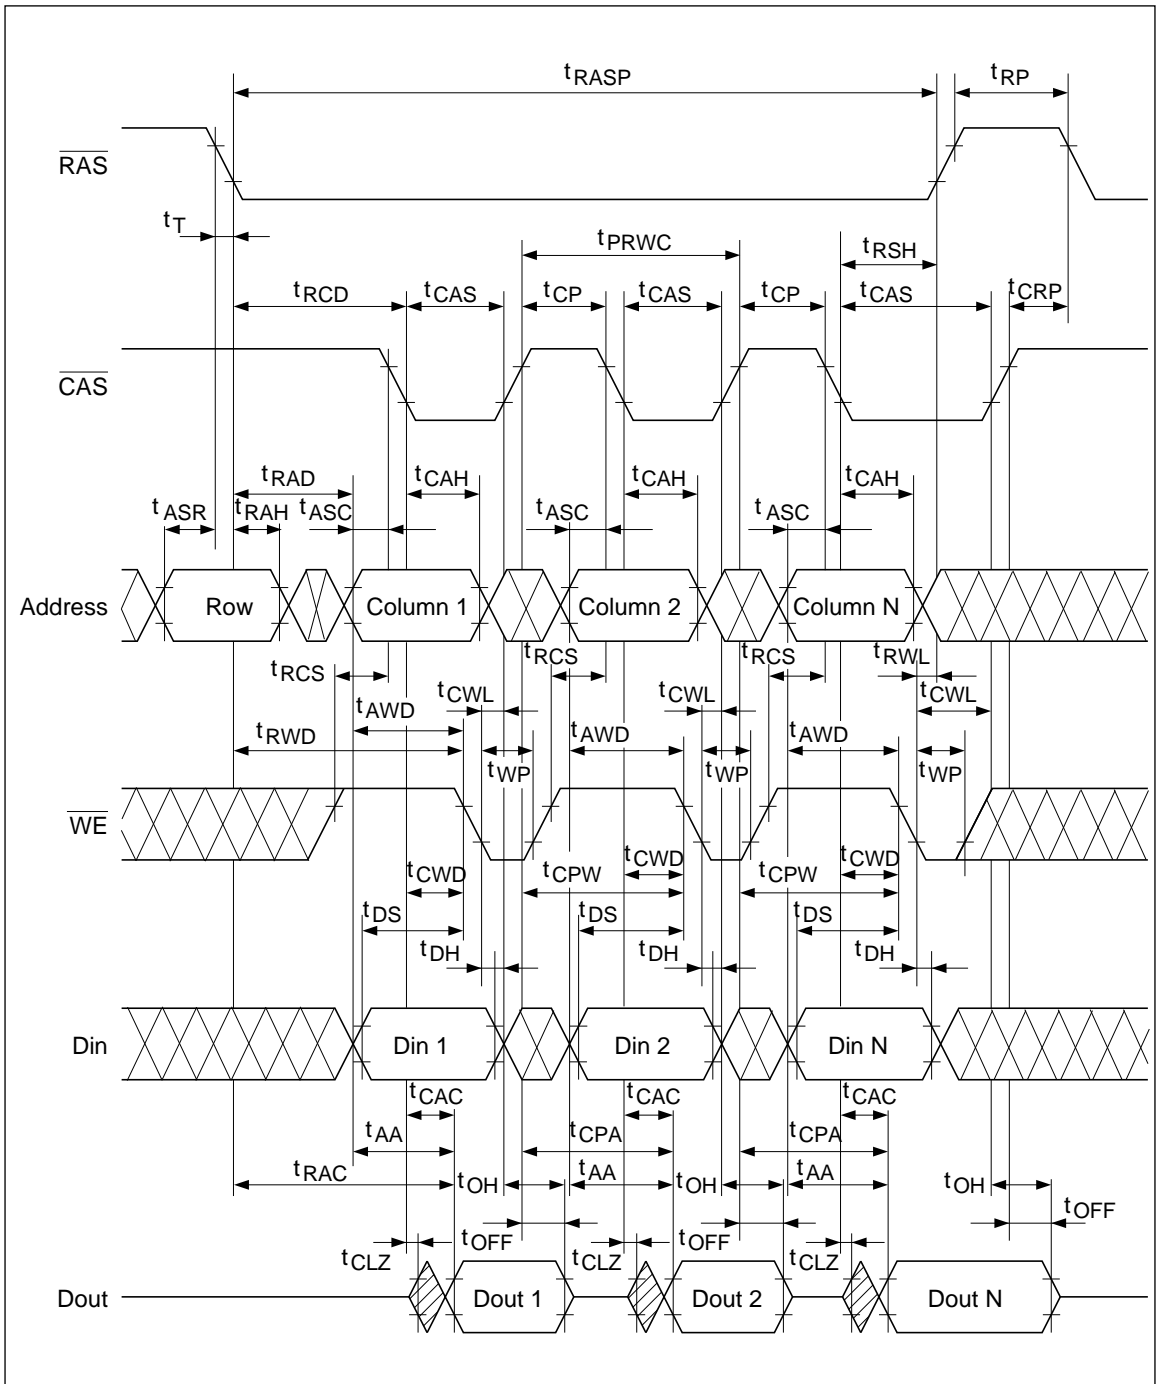 tRASP tRP
RAS
tT tPRWC tRSH
tRCD tCAS tCP tCAS tCP tCAS tCRP
CAS
tRAD tCAH tCAH tCAH
tASR tRAH tASC tASC tASC
Address Row Column 1 Column 2 Column N
tRCS tRCS tRCS tRWL
tCWL tCWL tCWL
tAWD tRWD tAWD tAWD
tWP tWP tWP
WE
tCWD tCWD tCWD
tCPW tCPW
tDS tDS tDS
tDH tDH tDH
Din Din 1 Din 2 Din N
tCAC tCAC tCAC
tAA tCPA tCPA
tRAC tOH tAA tOH tAA tOH
tOFF tOFF tOFF
tCLZ tCLZ tCLZ
Dout Dout 1 Dout 2 Dout N